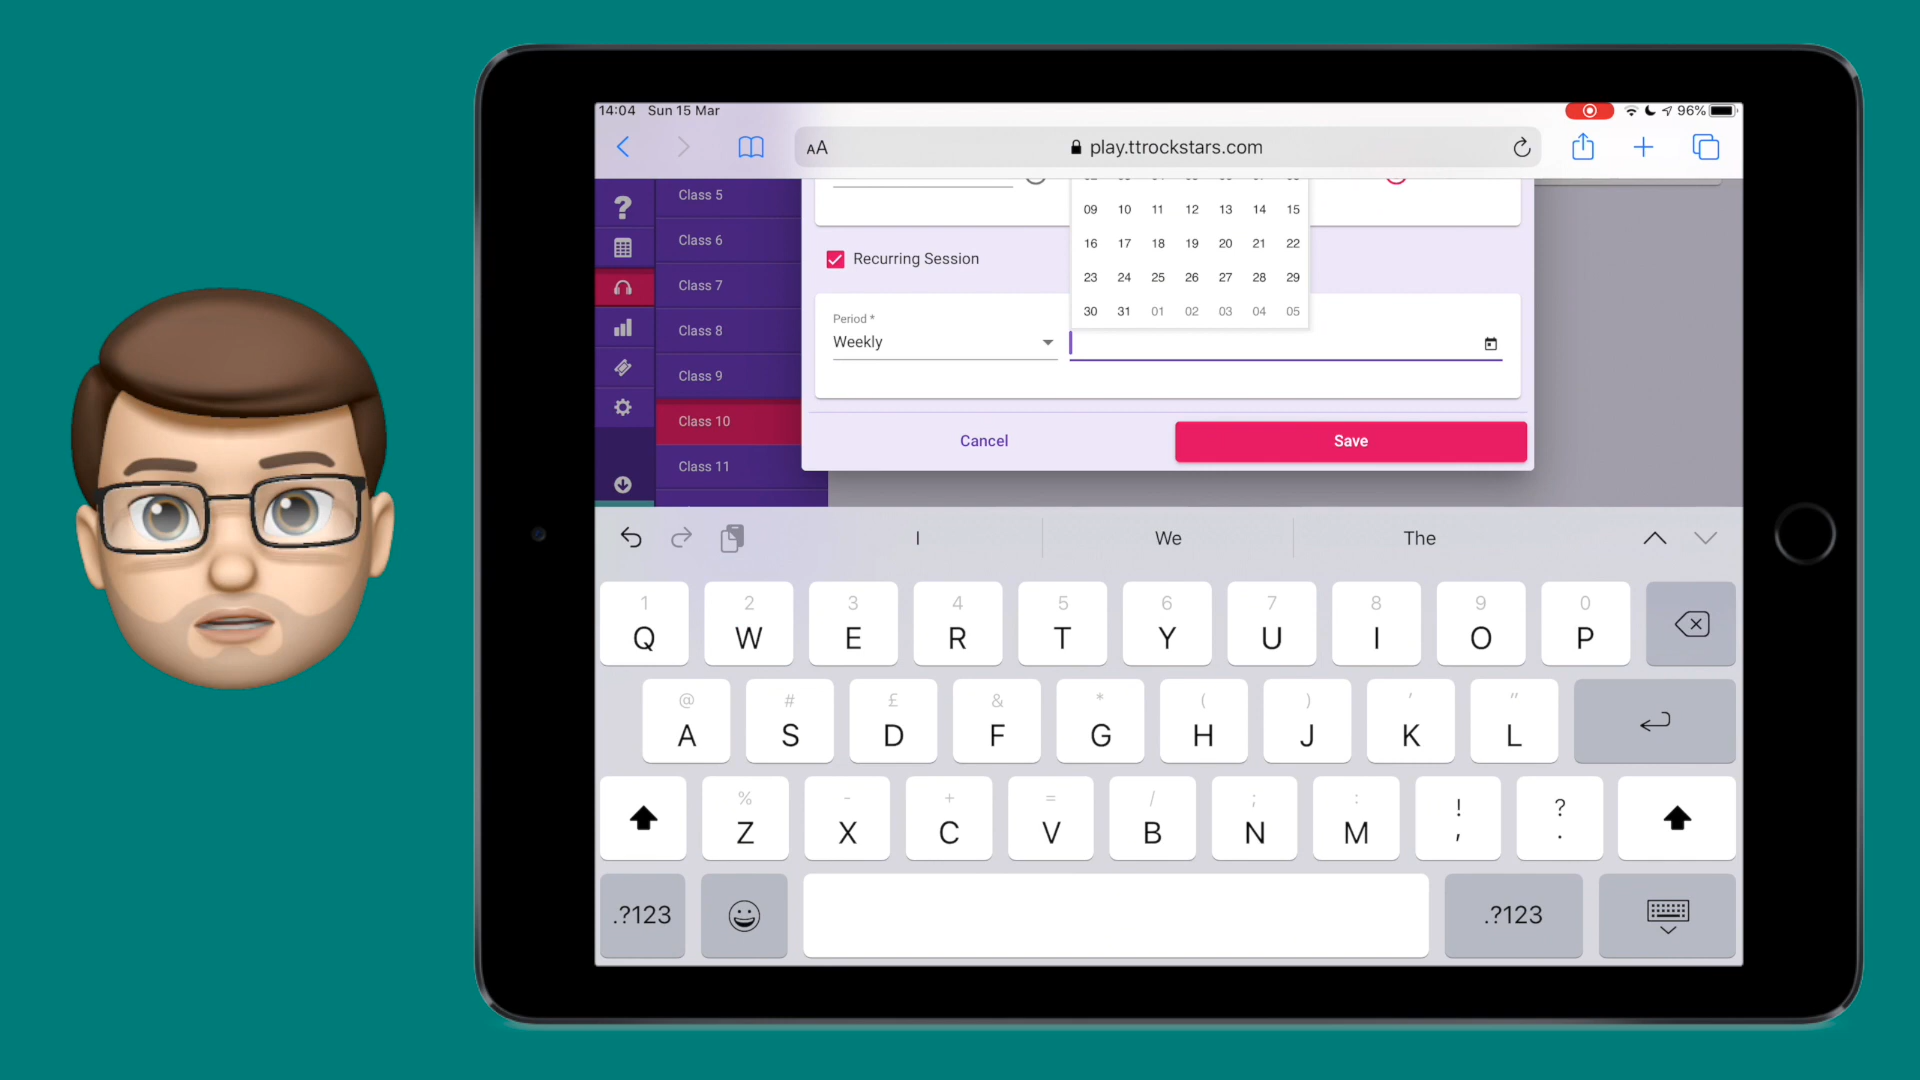 14:04 Sun 15 Mar
96%
AA
play.ttrockstars.com
Class 5
Class 6
Class 7
Class 8
Class 9
Class 10
Class 11
09 10 11 12 13 14 15
16 17 18 19 20 21 22
23 24 25 26 27 28 29
30 31 01 02 03 04 05
Recurring Session
Period *
Weekly
Cancel
Save
I We The
1 2 3 4 5 6 7 8 9 0
Q W E R T Y U I O P
@ # £ & * ( ) ' "
A S D F G H J K L
% - + = / ; : ! ?
Z X C V B N M , .
.?123 .?123